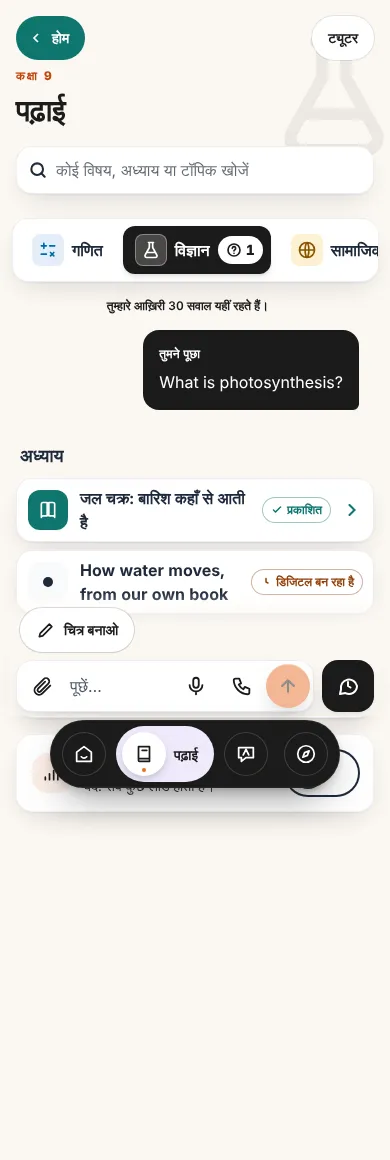 होम
ट्यूटर
कक्षा 9
पढ़ाई
कोई विषय, अध्याय या टॉपिक खोजें
गणित
विज्ञान
1
सामाजिक
तुम्हारे आख़िरी 30 सवाल यहीं रहते हैं।
तुमने पूछा
What is photosynthesis?
अध्याय
जल चक्र: बारिश कहाँ से आती
है
प्रकाशित
How water moves,
from our own book
डिजिटल बन रहा है
चित्र बनाओ
पूछें...
पढ़ाई